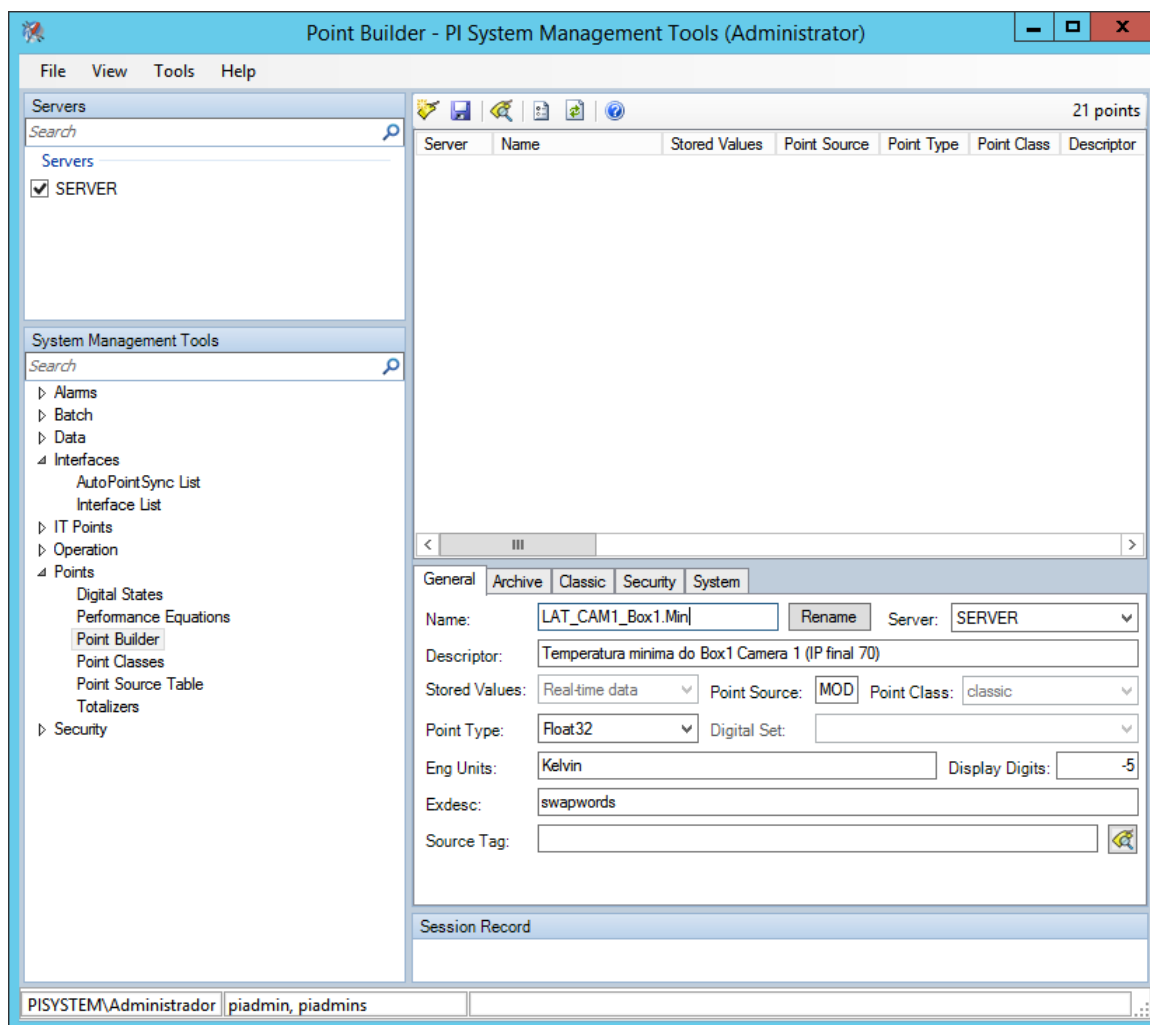 Point Builder - PI System Management Tools (Administrator)
File View Tools Help
Servers
Search
Servers
SERVER
System Management Tools
Search
Alarms
Batch
Data
Interfaces
AutoPointSync List
Interface List
IT Points
Operation
Points
Digital States
Performance Equations
Point Builder
Point Classes
Point Source Table
Totalizers
Security
21 points
Server Name Stored Values Point Source Point Type Point Class Descriptor
General Archive Classic Security System
Name: LAT_CAM1_Box1.Min Rename Server: SERVER
Descriptor: Temperatura minima do Box1 Camera 1 (IP final 70)
Stored Values: Real-time data Point Source: MOD Point Class: classic
Point Type: Float32 Digital Set:
Eng Units: Kelvin Display Digits: -5
Exdesc: swapwords
Source Tag:
Session Record
PISYSTEM\Administrador piadmin, piadmins